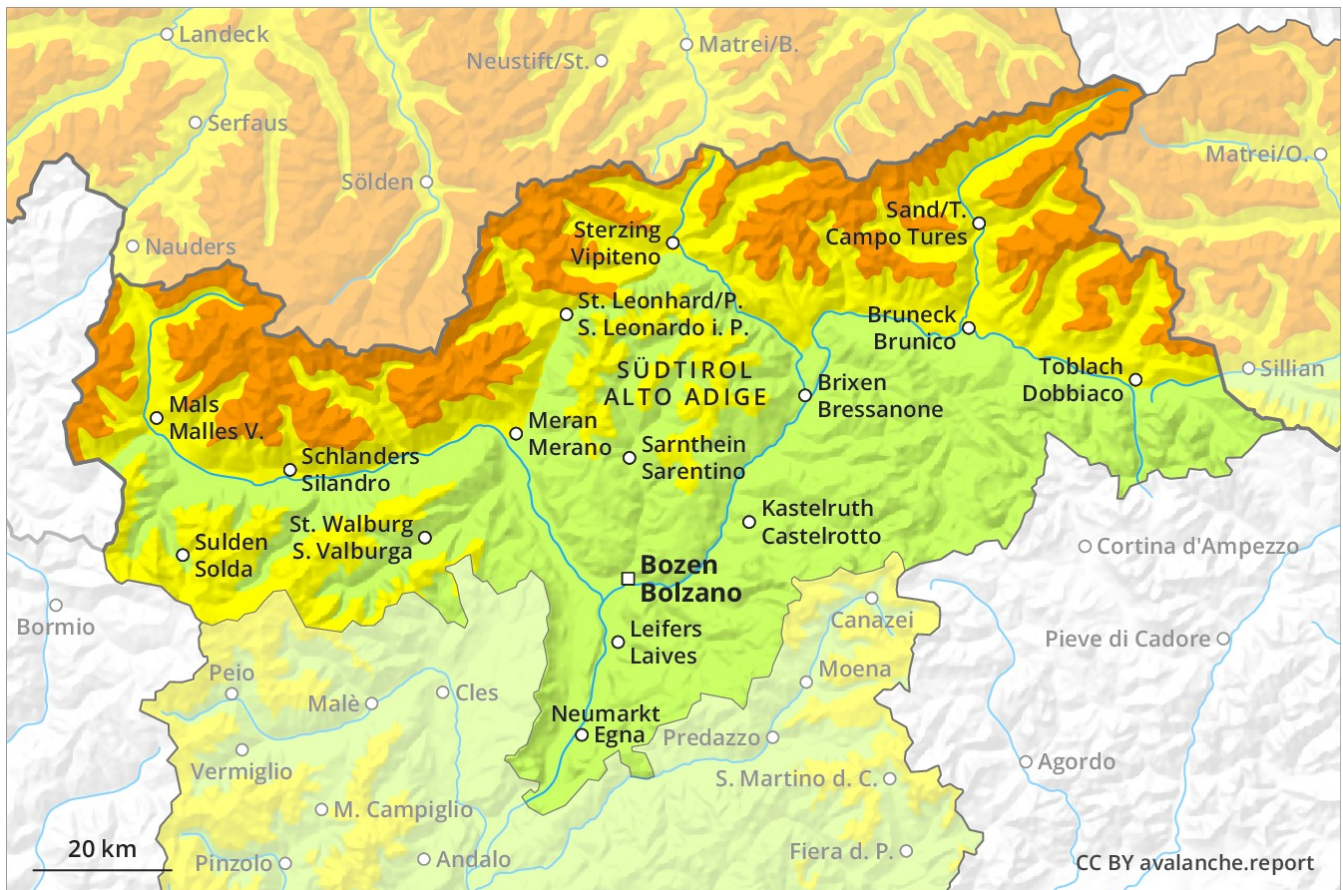 Landeck
Matrei/B.
Neustift/St.
Serfaus
Matrei/O.
Sölden
Sand/T.
Campo Tures
Nauders
Sterzing
Vipiteno
St. Leonhard/P.
S. Leonardo i. P.
Bruneck
Brunico
SÜDTIROL
ALTO ADIGE
Toblach
Dobbiaco
Sillian
Brixen
Bressanone
Mals
Malles V.
Meran
Merano
Sarnthein
Sarentino
Schlanders
Silandro
Kastelruth
Castelrotto
St. Walburg
S. Valburga
Sulden
Solda
Cortina d'Ampezzo
Bozen
Bolzano
Bormio
Canazei
Leifers
Laives
Pieve di Cadore
Peio
Moena
Malè
Cles
Neumarkt
Egna
Predazzo
Vermiglio
Agordo
S. Martino d. C.
M. Campiglio
20 km
Pinzolo
Andalo
Fiera d. P.
CC BY avalanche.report